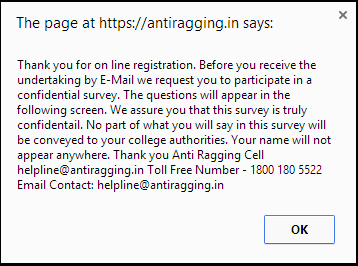 The page at https://antiragging.in says:
Thank you for on line registration. Before you receive the
undertaking by E-Mail we request you to participate in a
confidential survey. The questions will appear in the
following screen. We assure you that this survey is truly
confidentail. No part of what you will say in this survey will
be conveyed to your college authorities. Your name will not
appear anywhere. Thank you Anti Ragging Cell
helpline@antiragging.in Toll Free Number - 1800 180 5522
Email Contact: helpline@antiragging.in
OK